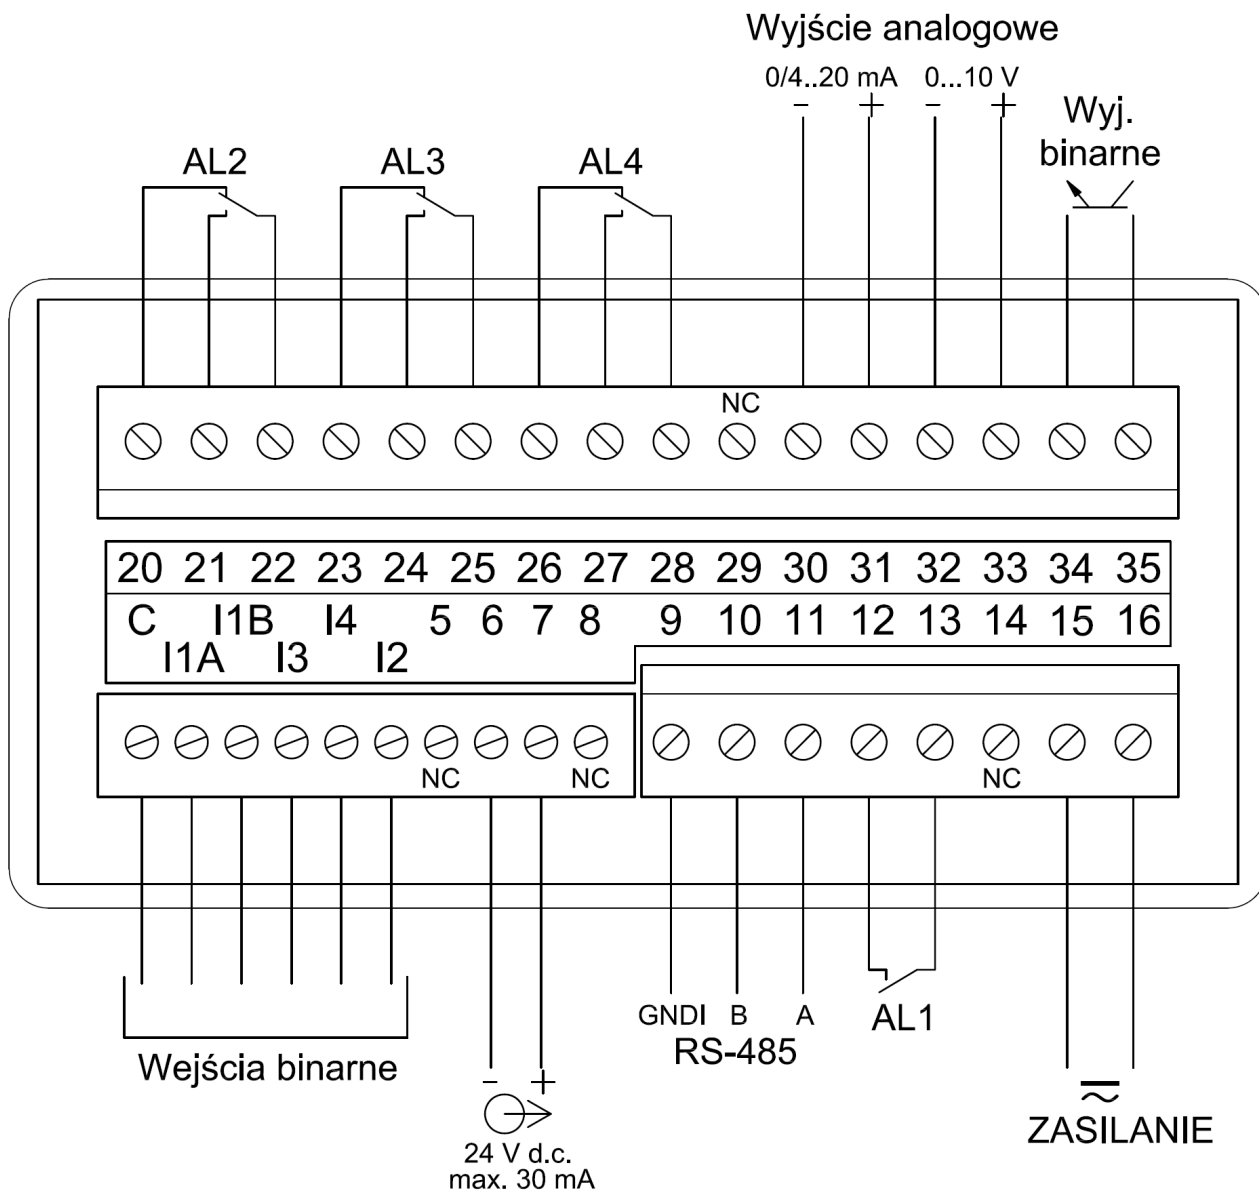 Wyjście analogowe
0/4..20 mA 0...10 V
- + - +
Wyj.
binarne
AL2 AL3 AL4
NC
20 21 22 23 24 25 26 27 28 29 30 31 32 33 34 35
C I1B I4 5 6 7 8 9 10 11 12 13 14 15 16
I1A I3 I2
NC NC NC
GNDI B A
RS-485
AL1
Wejścia binarne
- +
24 V d.c.
max. 30 mA
ZASILANIE